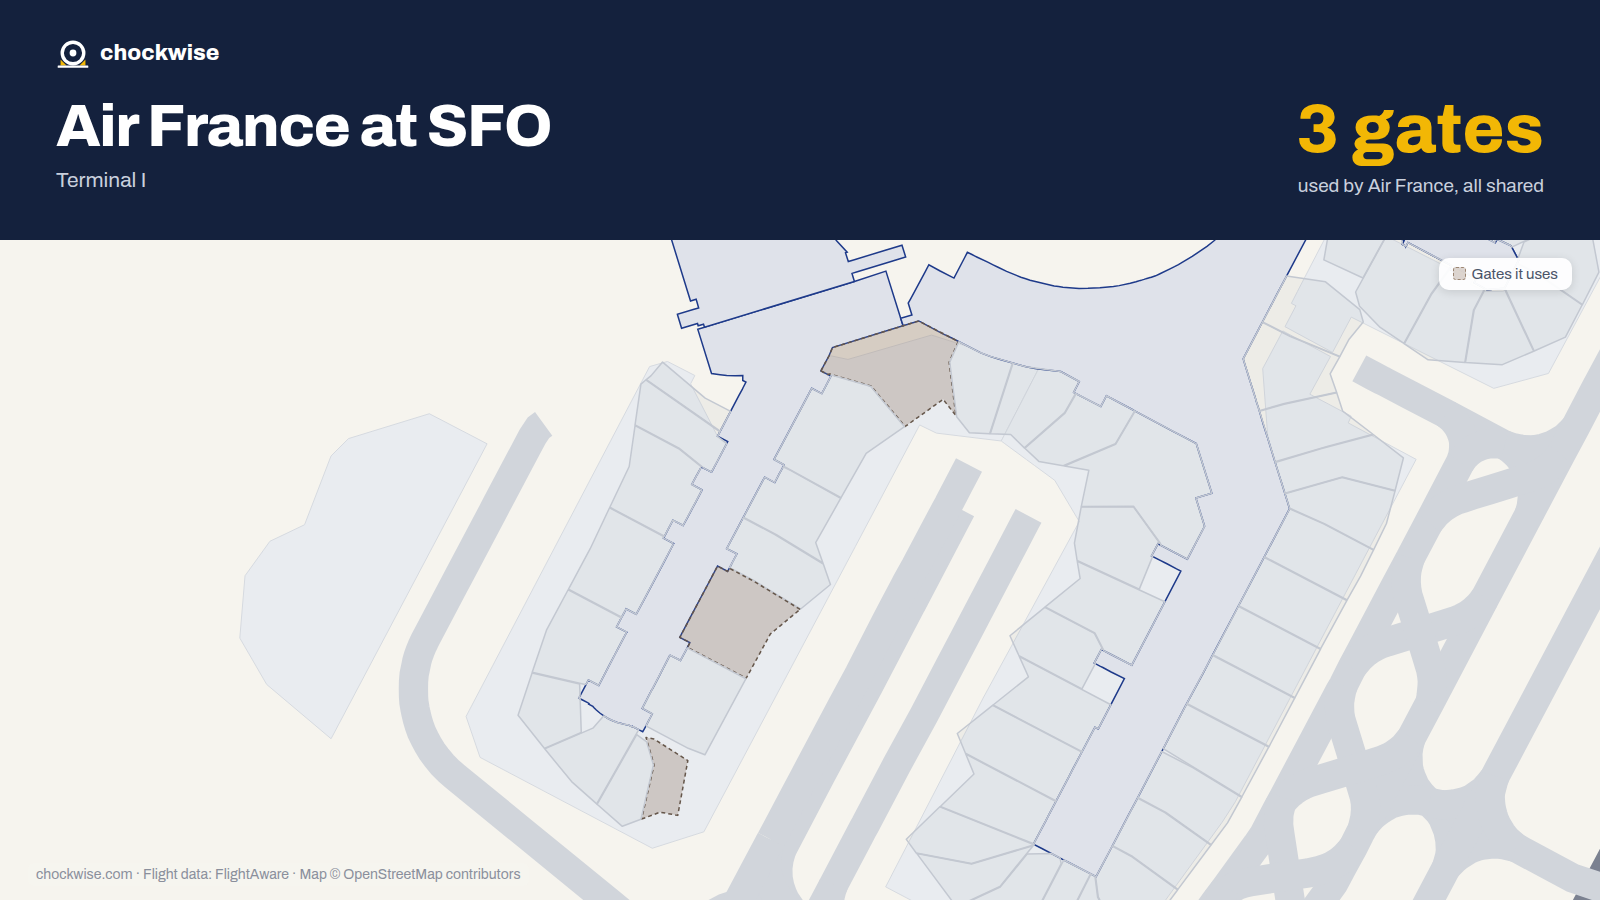 chockwise
Air France at SFO
Terminal I
3 gates
used by Air France, all shared
Gates it uses
chockwise.com · Flight data: FlightAware · Map © OpenStreetMap contributors